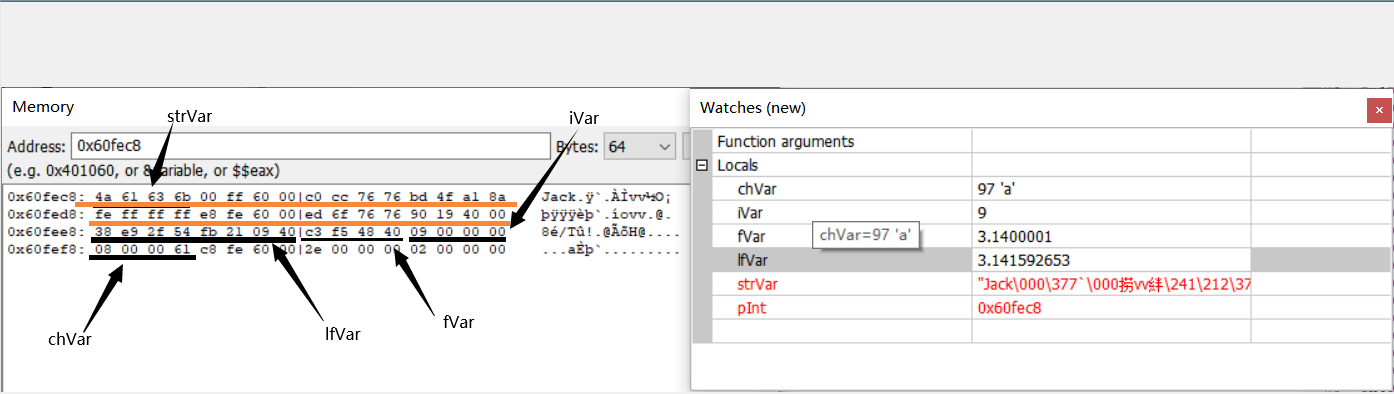 Memory
strVar
iVar
Address: 0x60fec8
Bytes: 64
(e.g. 0x401060, or &variable, or $$eax)
0x60fec8: 4a 61 63 6b 00 ff 60 00|c0 cc 76 76 bd 4f a1 8a Jack.ÿ`.ÀÌvv½O¡
0x60fed8: fe ff ff ff e8 fe 60 00|ed 6f 76 76 90 19 40 00 þÿÿÿèþ`.íovv.@.
0x60fee8: 38 e9 2f 54 fb 21 09 40|c3 f5 48 40 09 00 00 00 8é/Tû!.@ÃõH@....
0x60fef8: 08 00 00 61 c8 fe 60 00|2e 00 00 00 02 00 00 00 ...aÈþ`.........
chVar
lfVar
fVar
Watches (new)
Function arguments
Locals
chVar 97 'a'
iVar 9
fVar 3.1400001
chVar=97 'a'
lfVar 3.141592653
strVar "Jack\000\377`\000捞vv絆\241\212\37
pInt 0x60fec8